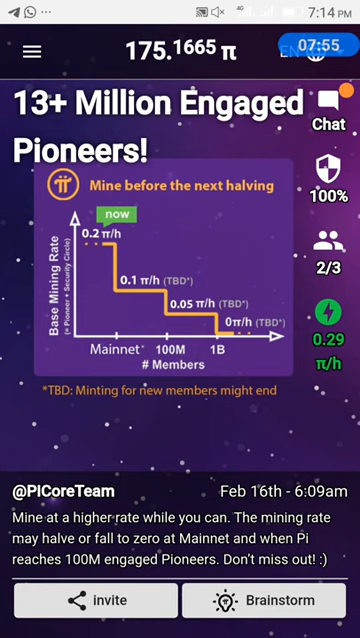 7:14 PM
175.1665 π
EN
07:55
13+ Million Engaged
Pioneers!
Chat
100%
2/3
0.29
π/h
Mine before the next halving
now
0.2 π/h
0.1 π/h (TBD*)
0.05 π/h (TBD*)
0π/h (TBD*)
Base Mining Rate
(= Pioneer + Security Circle)
Mainnet* 100M 1B
# Members
*TBD: Minting for new members might end
@PiCoreTeam Feb 16th - 6:09am
Mine at a higher rate while you can. The mining rate
may halve or fall to zero at Mainnet and when Pi
reaches 100M engaged Pioneers. Don't miss out! :)
invite
Brainstorm